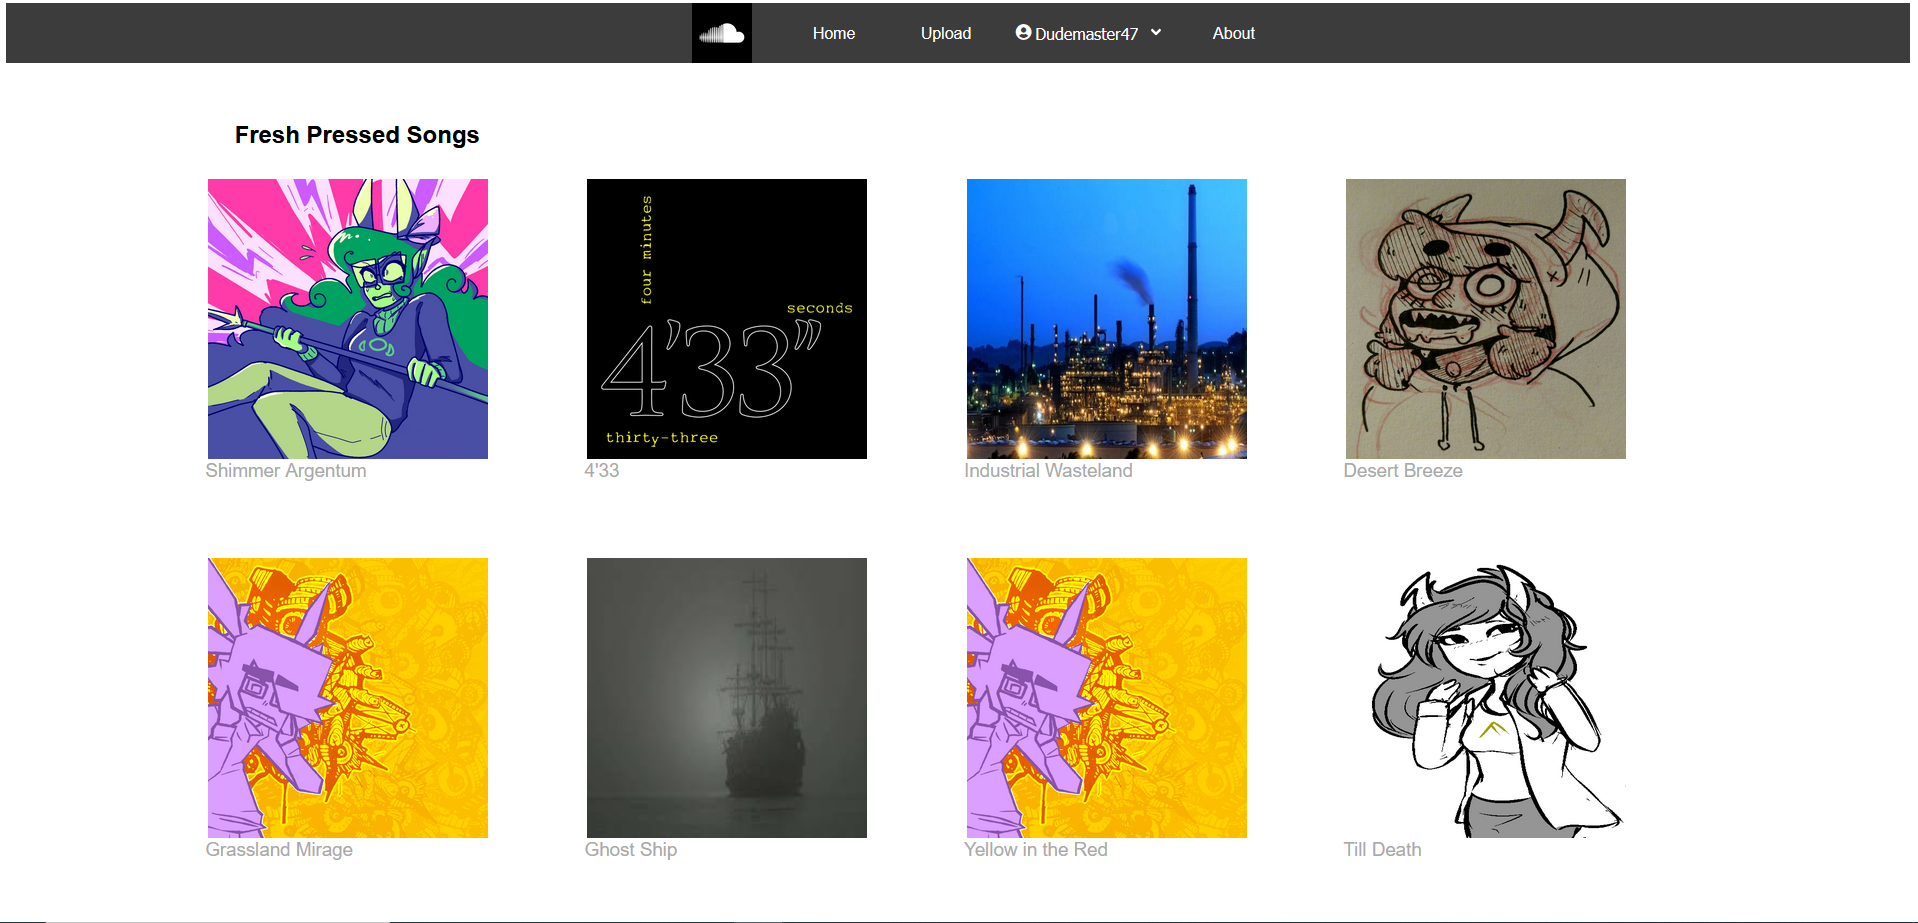 Home Upload Dudemaster47 About
Fresh Pressed Songs
four minutes
seconds
4'33"
thirty-three
Shimmer Argentum
4'33
Industrial Wasteland
Desert Breeze
Grassland Mirage
Ghost Ship
Yellow in the Red
Till Death